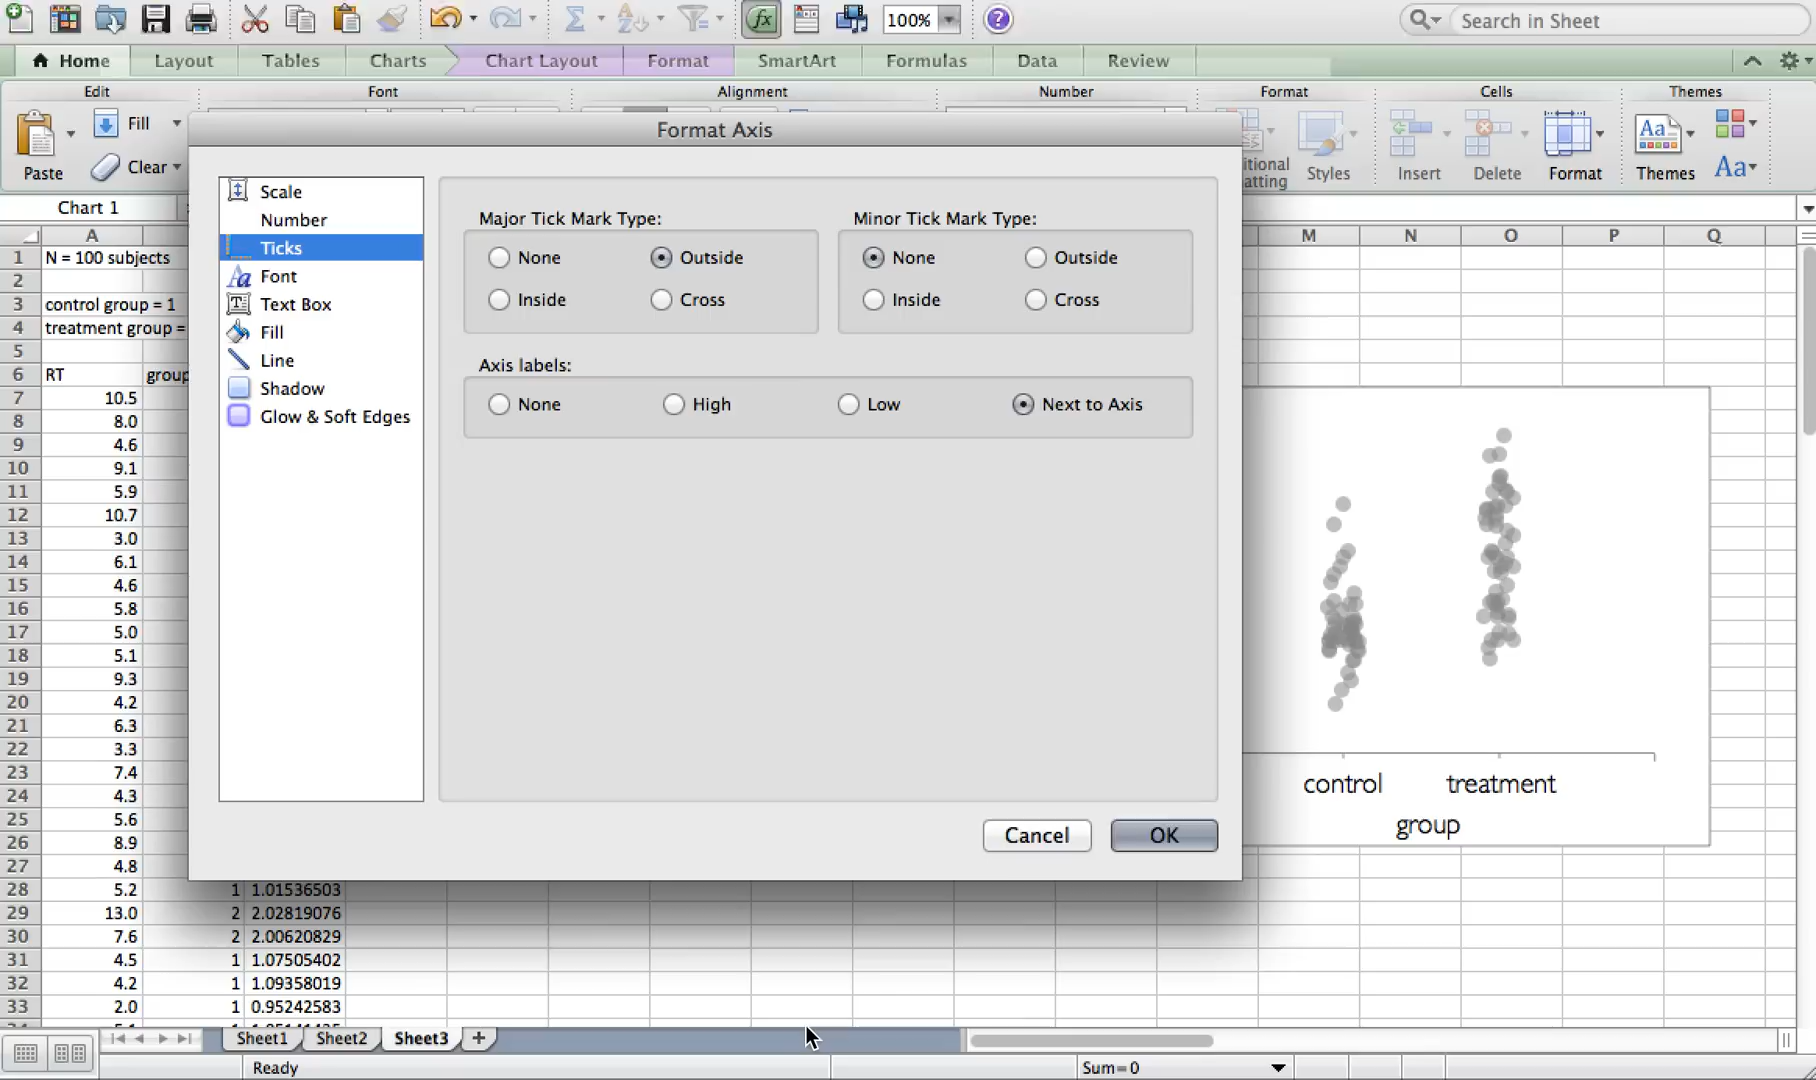 100%
Search in Sheet
Home
Layout
Tables
Charts
Chart Layout
Format
SmartArt
Formulas
Data
Review
Edit
Font
Alignment
Number
Format
Cells
Themes
Fill
Clear
Paste
Styles
Insert
Delete
Format
Themes
Aa
Chart 1
Format Axis
Scale
Number
Ticks
Font
Text Box
Fill
Line
Shadow
Glow & Soft Edges
Major Tick Mark Type:
None
Outside
Inside
Cross
Minor Tick Mark Type:
None
Outside
Inside
Cross
Axis labels:
None
High
Low
Next to Axis
Cancel
OK
A
M
N
O
P
Q
1 N = 100 subjects
2
3 control group = 1
4 treatment group =
5
6 RT group
7 10.5
8 8.0
9 4.6
10 9.1
11 5.9
12 10.7
13 3.0
14 6.1
15 4.6
16 5.8
17 5.0
18 5.1
19 9.3
20 4.2
21 6.3
22 3.3
23 7.4
24 4.3
25 5.6
26 8.9
27 4.8
28 5.2 1 1.01536503
29 13.0 2 2.02819076
30 7.6 2 2.00620829
31 4.5 1 1.07505402
32 4.2 1 1.09358019
33 2.0 1 0.95242583
control treatment
group
Sheet1
Sheet2
Sheet3
Ready
Sum=0